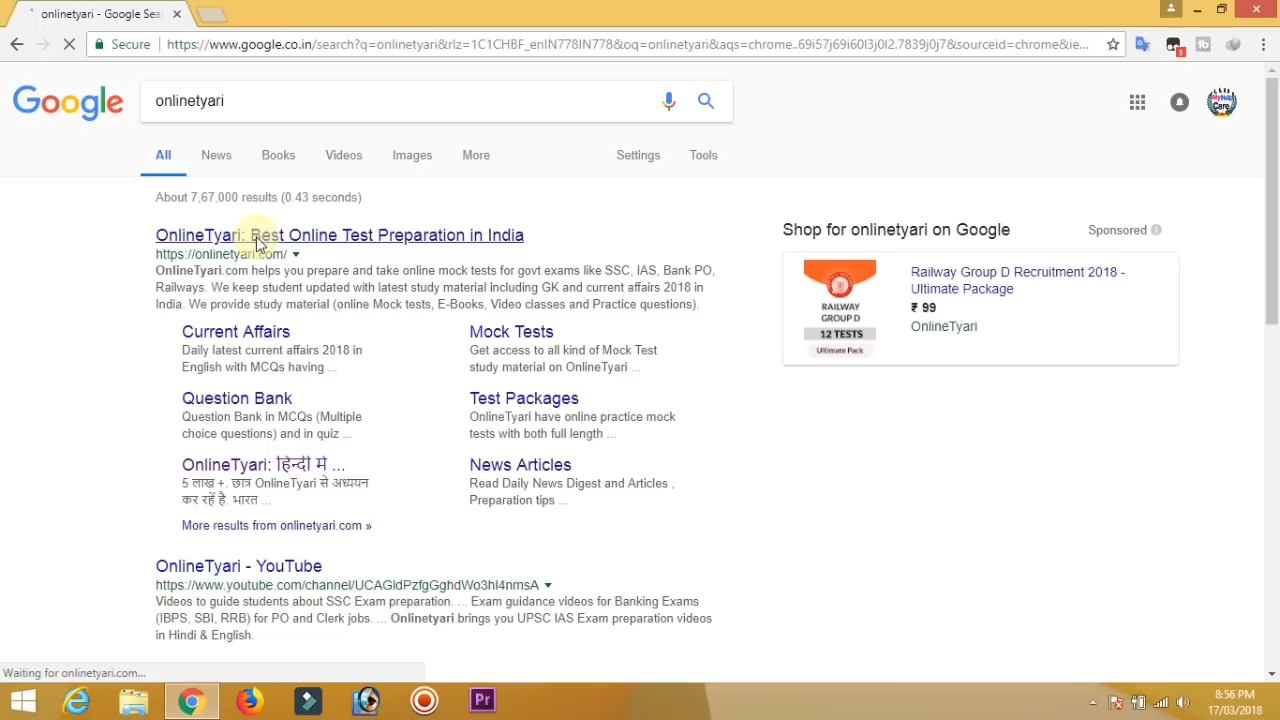 onlinetyari - Google Sea
Secure
https://www.google.co.in/search?q=onlinetyari&rlz=1C1CHBF_enIN778IN778&oq=onlinetyari&aqs=chrome..69i57j69i60l3j0l2.7839j0j7&sourceid=chrome&ie...
3
Google
onlinetyari
All News Books Videos Images More Settings Tools
About 7,67,000 results (0.43 seconds)
OnlineTyari: Best Online Test Preparation in India
https://onlinetyari.com/
OnlineTyari.com helps you prepare and take online mock tests for govt exams like SSC, IAS, Bank PO,
Railways. We keep student updated with latest study material including GK and current affairs 2018 in
India. We provide study material (online Mock tests, E-Books, Video classes and Practice questions).
Current Affairs
Daily latest current affairs 2018 in
English with MCQs having ...
Mock Tests
Get access to all kind of Mock Test
study material on OnlineTyari ...
Question Bank
Question Bank in MCQs (Multiple
choice questions) and in quiz ...
Test Packages
OnlineTyari have online practice mock
tests with both full length ...
OnlineTyari: हिन्दी में ...
5 लाख +. छात्र OnlineTyari से अध्ययन
कर रहें है. भारत ...
News Articles
Read Daily News Digest and Articles ,
Preparation tips ...
More results from onlinetyari.com »
OnlineTyari - YouTube
https://www.youtube.com/channel/UCAGldPzfgGghdWo3hl4nmsA
Videos to guide students about SSC Exam preparation. ... Exam guidance videos for Banking Exams
(IBPS, SBI, RRB) for PO and Clerk jobs. ... Onlinetyari brings you UPSC IAS Exam preparation videos
in Hindi & English.
Shop for onlinetyari on Google
Sponsored
RAILWAY
GROUP D
12 TESTS
Ultimate Pack
Railway Group D Recruitment 2018 -
Ultimate Package
₹ 99
OnlineTyari
Waiting for onlinetyari.com...
Pr
8:56 PM
17/03/2018